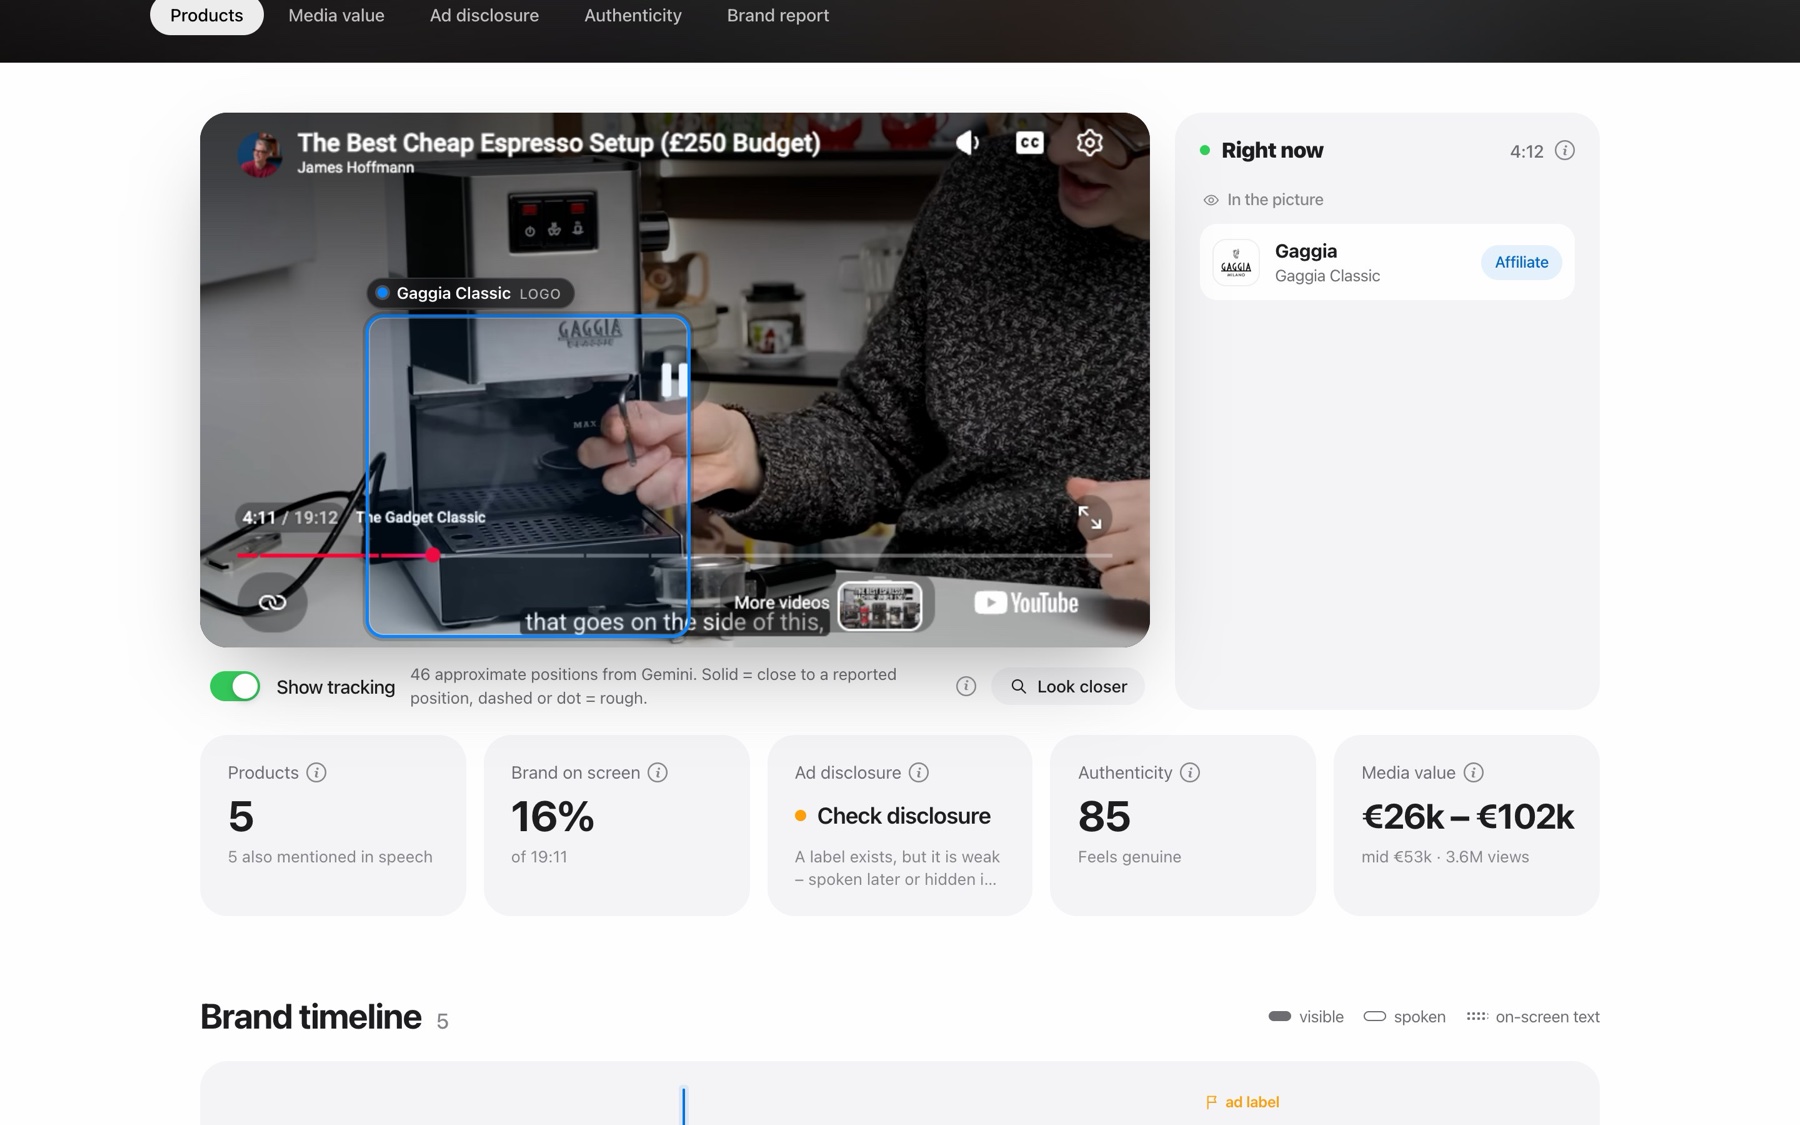 Products
Media value
Ad disclosure
Authenticity
Brand report
The Best Cheap Espresso Setup (£250 Budget)
James Hoffmann
CC
Gaggia Classic LOGO
GAGGIA
MAX
4:11 / 19:12
The Gadget Classic
More videos
YouTube
that goes on the side of this,
Right now
4:12
In the picture
GAGGIA
MILANO
Gaggia
Gaggia Classic
Affiliate
Show tracking
46 approximate positions from Gemini. Solid = close to a reported
position, dashed or dot = rough.
Look closer
Products
5
5 also mentioned in speech
Brand on screen
16%
of 19:11
Ad disclosure
Check disclosure
A label exists, but it is weak
– spoken later or hidden i...
Authenticity
85
Feels genuine
Media value
€26k – €102k
mid €53k · 3.6M views
Brand timeline 5
visible
spoken
on-screen text
ad label